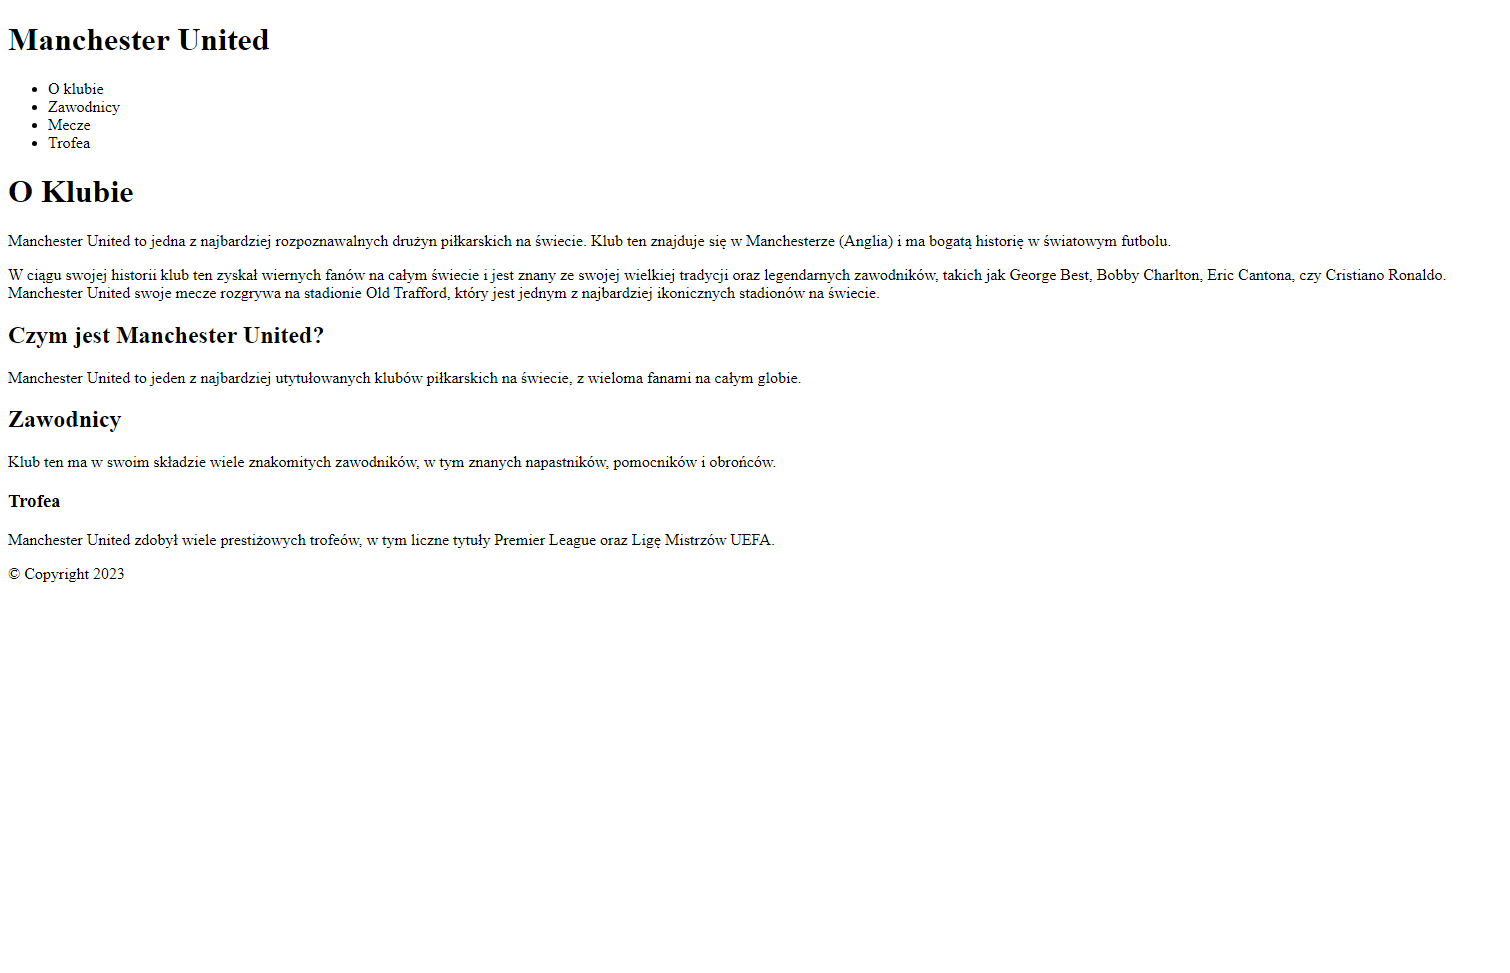 Manchester United
O klubie
Zawodnicy
Mecze
Trofea
O Klubie
Manchester United to jedna z najbardziej rozpoznawalnych drużyn piłkarskich na świecie. Klub ten znajduje się w Manchesterze (Anglia) i ma bogatą historię w światowym futbolu.
W ciągu swojej historii klub ten zyskał wiernych fanów na całym świecie i jest znany ze swojej wielkiej tradycji oraz legendarnych zawodników, takich jak George Best, Bobby Charlton, Eric Cantona, czy Cristiano Ronaldo.
Manchester United swoje mecze rozgrywa na stadionie Old Trafford, który jest jednym z najbardziej ikonicznych stadionów na świecie.
Czym jest Manchester United?
Manchester United to jeden z najbardziej utytułowanych klubów piłkarskich na świecie, z wieloma fanami na całym globie.
Zawodnicy
Klub ten ma w swoim składzie wiele znakomitych zawodników, w tym znanych napastników, pomocników i obrońców.
Trofea
Manchester United zdobył wiele prestiżowych trofeów, w tym liczne tytuły Premier League oraz Ligę Mistrzów UEFA.
© Copyright 2023